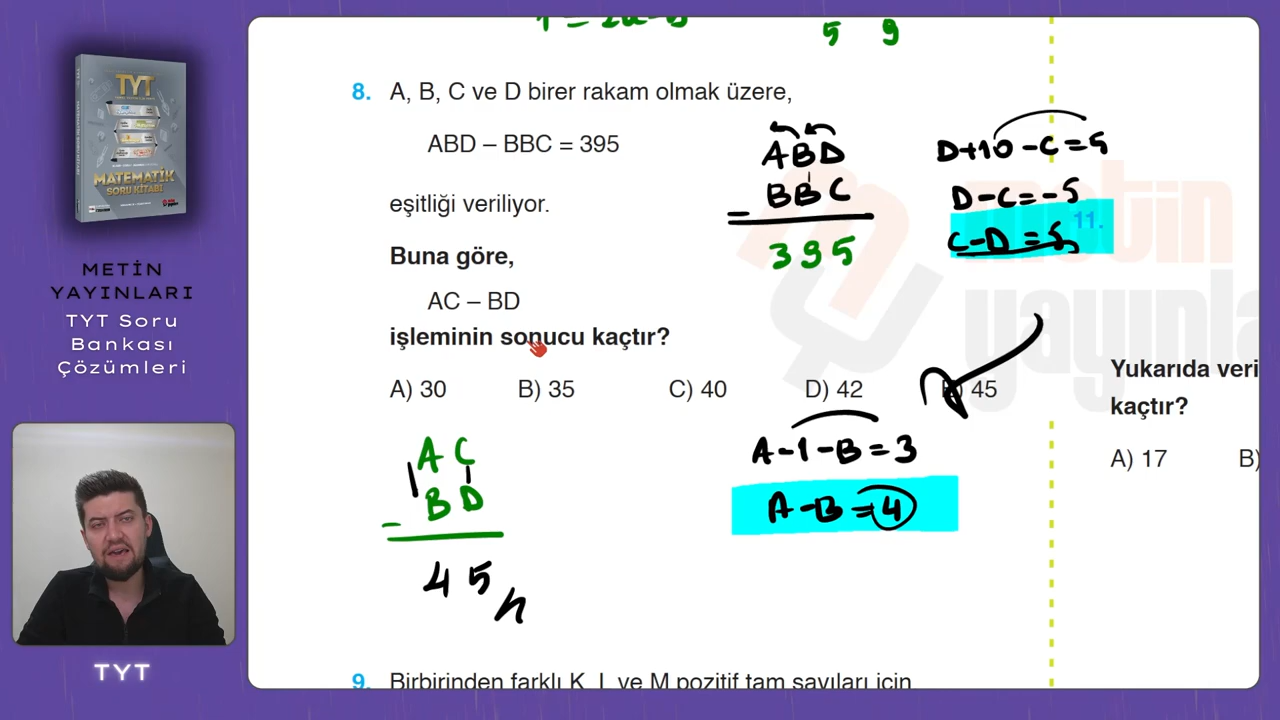 TYT
MATEMATİK
SORU KİTABI
METİN
YAYINLARI
TYT Soru
Bankası
Çözümleri
TYT
5 9
8. A, B, C ve D birer rakam olmak üzere,
ABD – BBC = 395
eşitliği veriliyor.
Buna göre,
AC – BD
işleminin sonucu kaçtır?
A) 30 B) 35 C) 40 D) 42 E) 45
ABD
BBC
–
395
D+10-C=5
D-C=-5
C-D=5
A-1-B=3
A-B=4
AC
BD
–
45
11.
metin
yayınla
Yukarıda veri
kaçtır?
A) 17 B)
9. Birbirinden farklı K, L ve M pozitif tam sayıları için